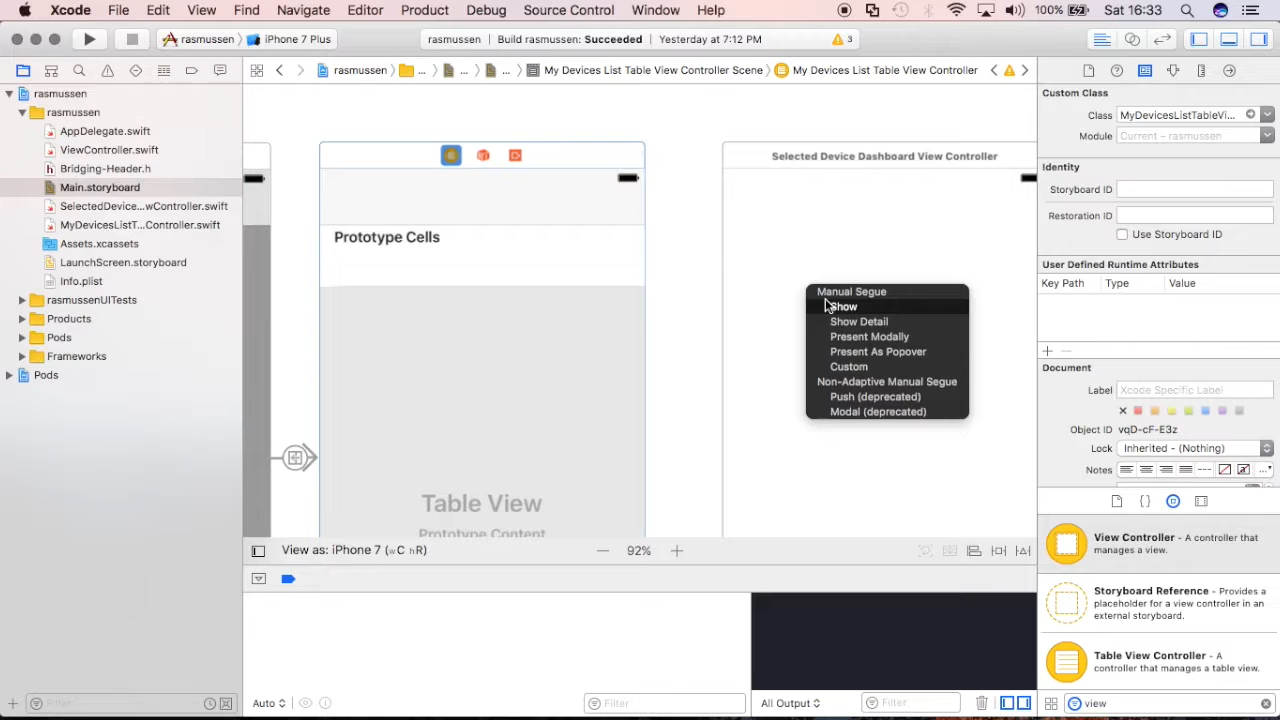 Xcode File Edit View Find Navigate Editor Product Debug Source Control Window Help 100% Sat 16:33
rasmussen iPhone 7 Plus rasmussen Build rasmussen: Succeeded Yesterday at 7:12 PM 3
rasmussen ... ... ... My Devices List Table View Controller Scene My Devices List Table View Controller
rasmussen
rasmussen
AppDelegate.swift
ViewController.swift
Bridging-Header.h
Main.storyboard
SelectedDevice...wController.swift
MyDevicesListT...Controller.swift
Assets.xcassets
LaunchScreen.storyboard
Info.plist
rasmussenUITests
Products
Pods
Frameworks
Pods
Filter
Prototype Cells
Table View
Prototype Content
Selected Device Dashboard View Controller
Manual Segue
Show
Show Detail
Present Modally
Present As Popover
Custom
Non-Adaptive Manual Segue
Push (deprecated)
Modal (deprecated)
View as: iPhone 7 (wC hR) 92%
Auto Filter All Output Filter
Custom Class
Class MyDevicesListTableVi...
Module Current – rasmussen
Identity
Storyboard ID
Restoration ID
Use Storyboard ID
User Defined Runtime Attributes
Key Path Type Value
Document
Label Xcode Specific Label
Object ID vqD-cF-E3z
Lock Inherited - (Nothing)
Notes
View Controller - A controller that
manages a view.
Storyboard Reference - Provides a
placeholder for a view controller in an
external storyboard.
Table View Controller - A
controller that manages a table view.
view